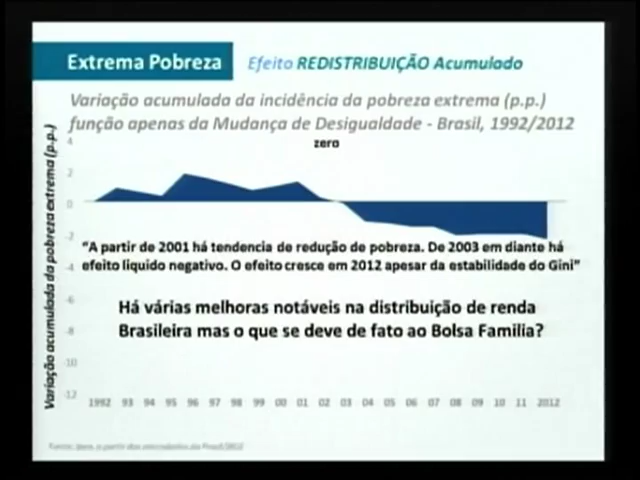 Extrema Pobreza
Efeito REDISTRIBUIÇÃO Acumulado
Variação acumulada da incidência da pobreza extrema (p.p.)
função apenas da Mudança de Desigualdade - Brasil, 1992/2012
zero
Variação acumulada da pobreza extrema (p.p.)
4
2
0
-2
-4
-6
-8
-10
-12
"A partir de 2001 há tendencia de redução de pobreza. De 2003 em diante há
efeito liquido negativo. O efeito cresce em 2012 apesar da estabilidade do Gini"
Há várias melhoras notáveis na distribuição de renda
Brasileira mas o que se deve de fato ao Bolsa Familia?
1992 93 94 95 96 97 98 99 00 01 02 03 04 05 06 07 08 09 10 11 2012
Fonte: a partir dos